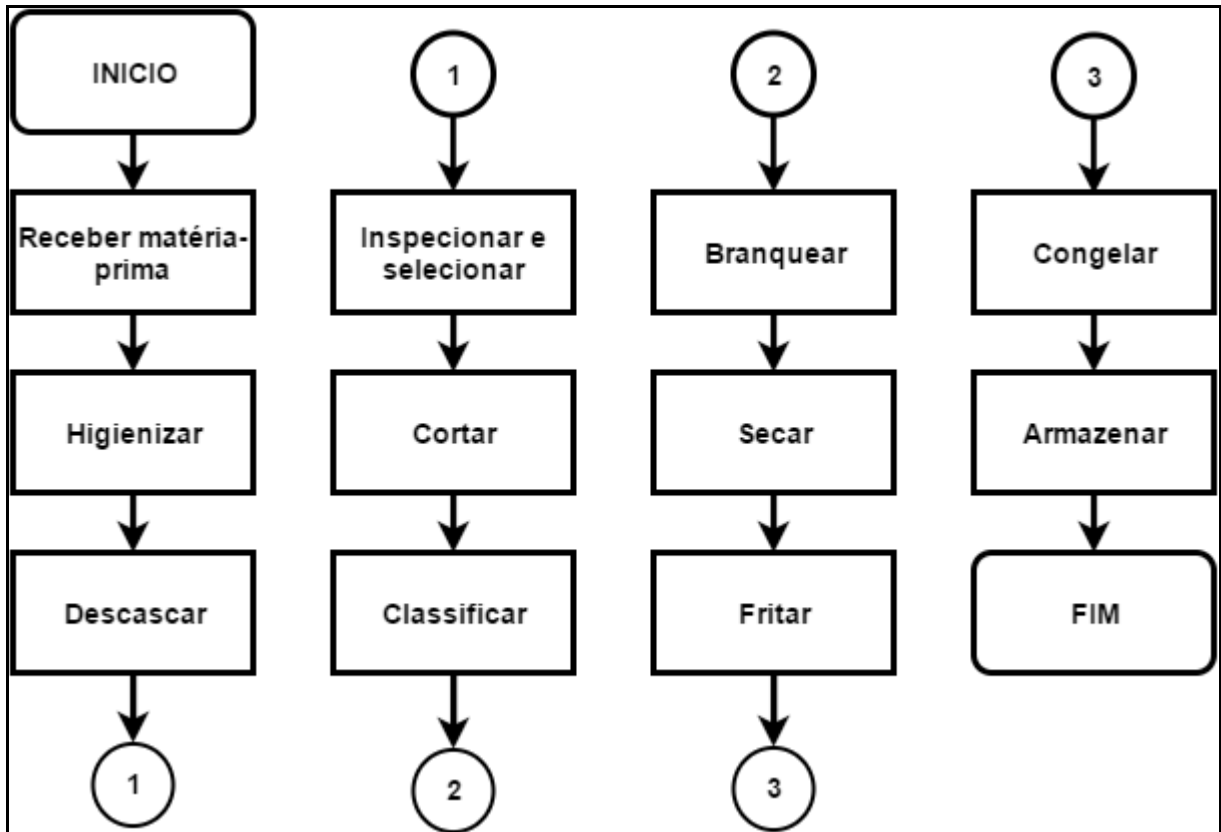 INICIO
Receber matéria-
prima
Higienizar
Descascar
1
1
Inspecionar e
selecionar
Cortar
Classificar
2
2
Branquear
Secar
Fritar
3
3
Congelar
Armazenar
FIM